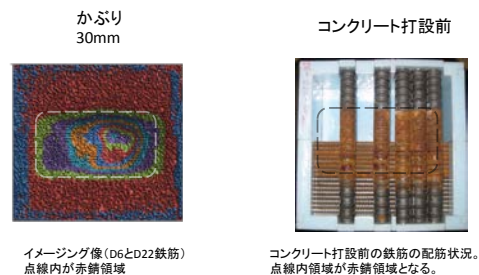 かぶり
30mm
コンクリート打設前
イメージング像(D6とD22鉄筋)
点線内が赤錆領域
コンクリート打設前の鉄筋の配筋状況。
点線内領域が赤錆領域となる。